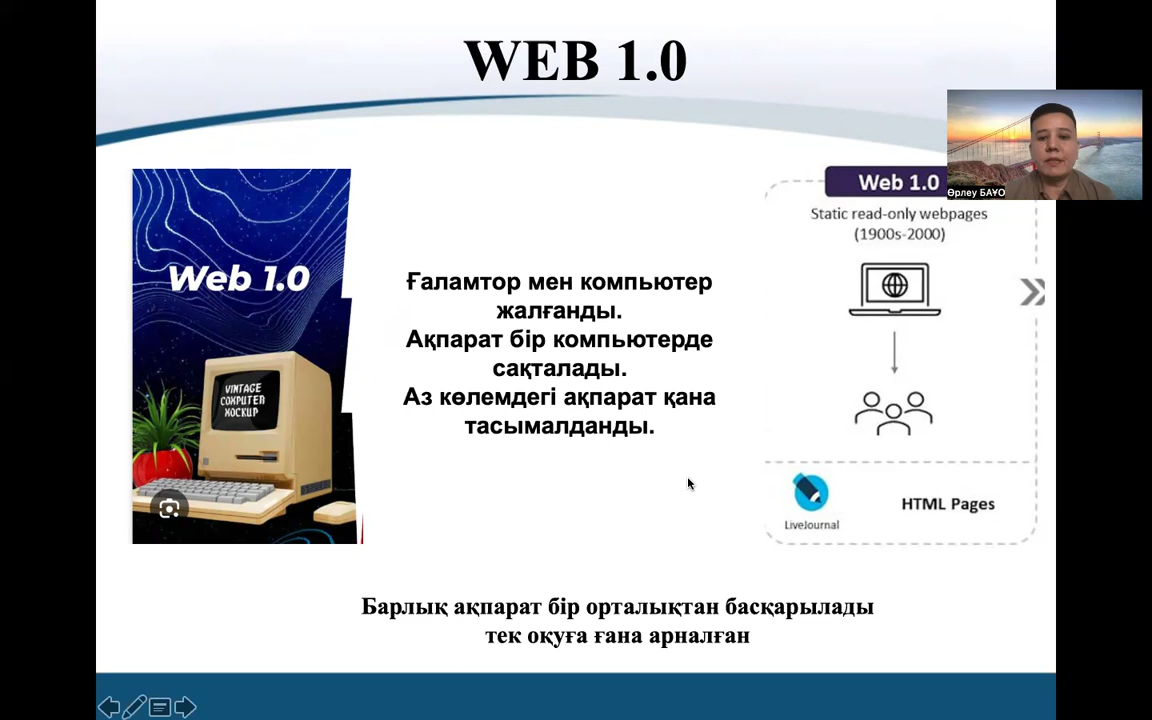 WEB 1.0
Өрлеу БАҰО
Web 1.0
VINTAGE
COMPUTER
MOCKUP
Ғаламтор мен компьютер
жалғанды.
Ақпарат бір компьютерде
сақталады.
Аз көлемдегі ақпарат қана
тасымалданды.
Web 1.0
Static read-only webpages
(1900s-2000)
LiveJournal
HTML Pages
Барлық ақпарат бір орталықтан басқарылады
тек оқуға ғана арналған